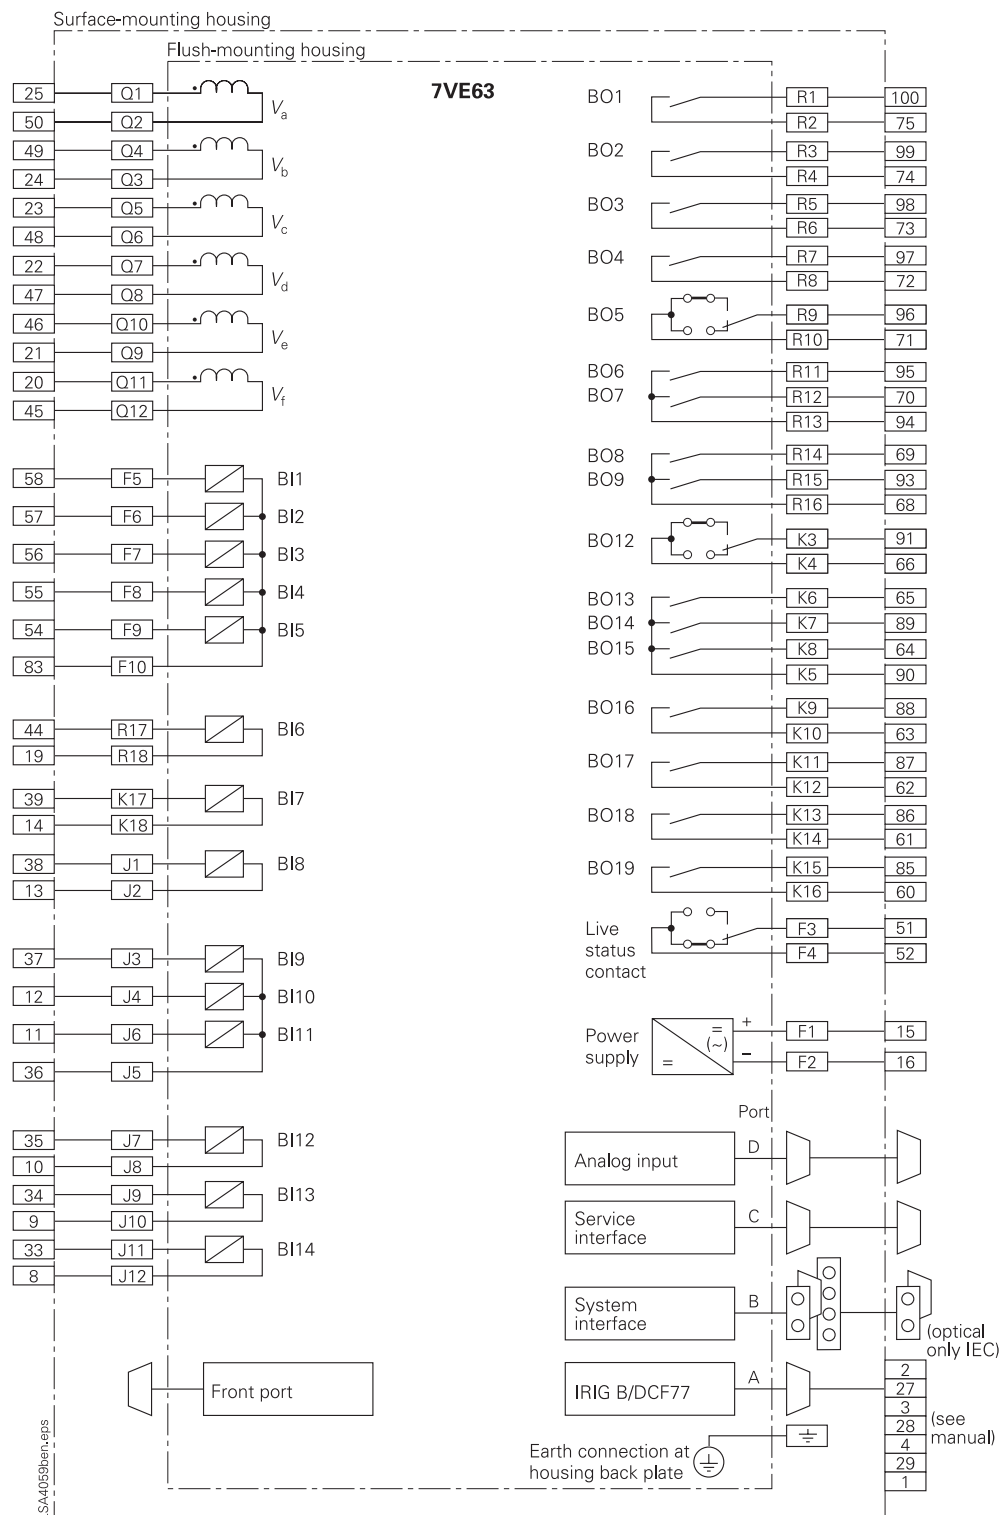 Surface-mounting housing
Flush-mounting housing
7VE63
25 Q1
Va
50 Q2
49 Q4
Vb
24 Q3
23 Q5
Vc
48 Q6
22 Q7
Vd
47 Q8
46 Q10
Ve
21 Q9
20 Q11
Vf
45 Q12
58 F5 BI1
57 F6 BI2
56 F7 BI3
55 F8 BI4
54 F9 BI5
83 F10
44 R17 BI6
19 R18
39 K17 BI7
14 K18
38 J1 BI8
13 J2
37 J3 BI9
12 J4 BI10
11 J6 BI11
36 J5
35 J7 BI12
10 J8
34 J9 BI13
9 J10
33 J11 BI14
8 J12
Front port
BO1 R1 100
R2 75
BO2 R3 99
R4 74
BO3 R5 98
R6 73
BO4 R7 97
R8 72
BO5 R9 96
R10 71
BO6 R11 95
BO7 R12 70
R13 94
BO8 R14 69
BO9 R15 93
R16 68
BO12 K3 91
K4 66
BO13 K6 65
BO14 K7 89
BO15 K8 64
K5 90
BO16 K9 88
K10 63
BO17 K11 87
K12 62
BO18 K13 86
K14 61
BO19 K15 85
K16 60
Live status contact
F3 51
F4 52
Power supply
= (~)
=
+ F1 15
− F2 16
Port
Analog input D
Service interface C
System interface B
(optical only IEC)
IRIG B/DCF77 A
2
27
3
28
4
29
1
(see manual)
Earth connection at
housing back plate
LSA4059ben.eps